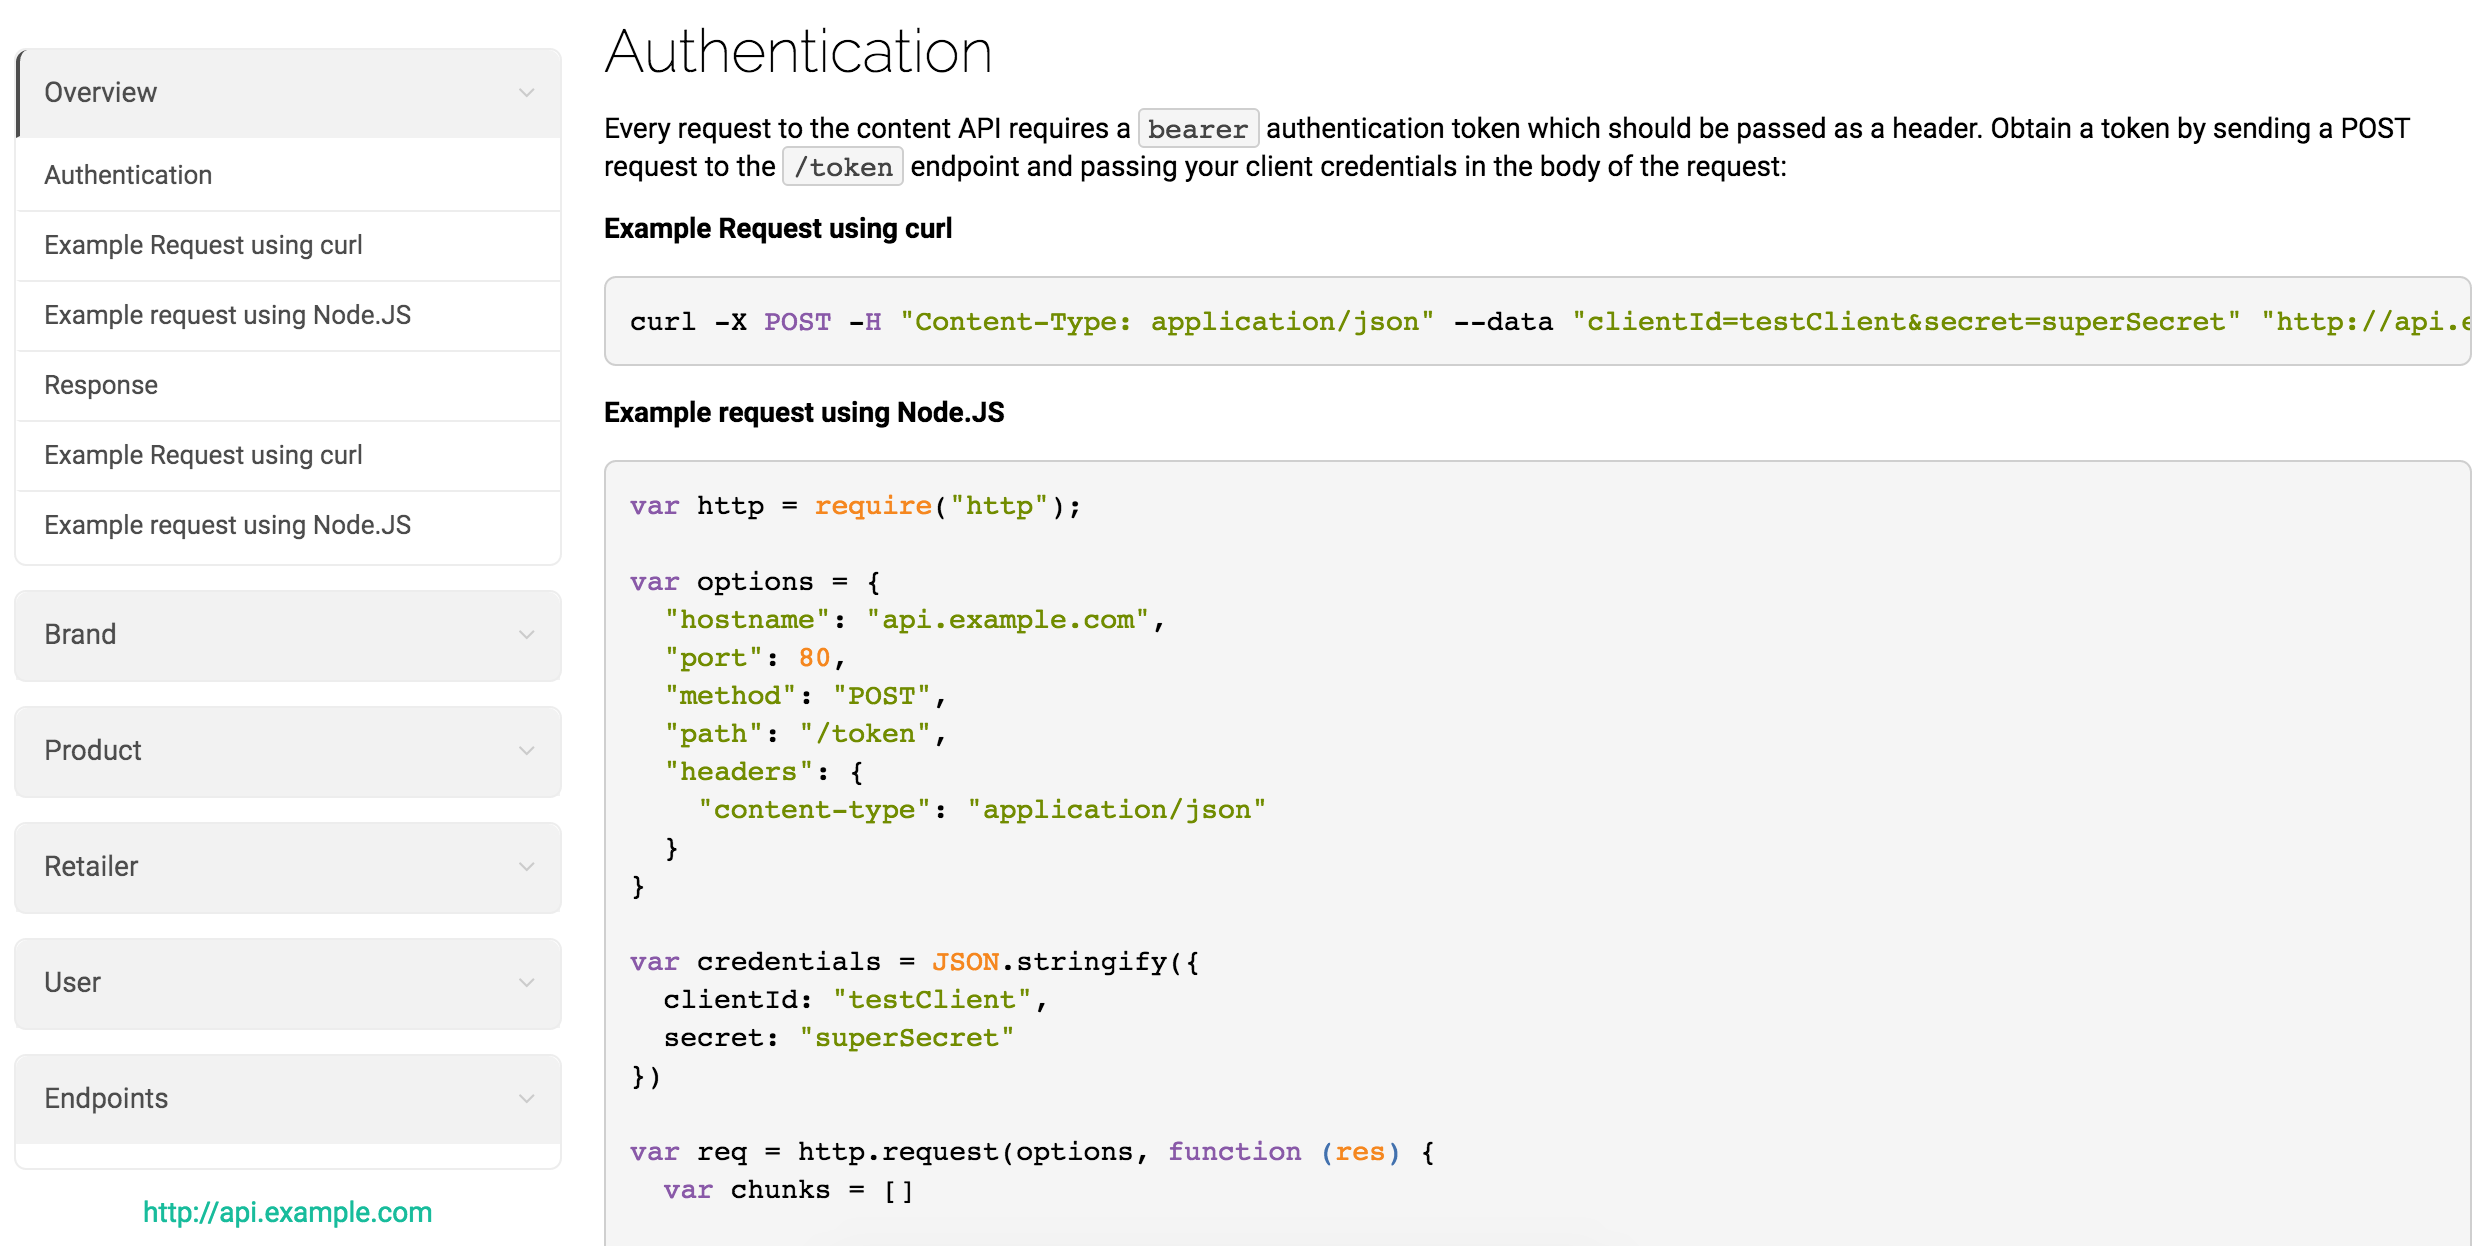 Overview
Authentication
Example Request using curl
Example request using Node.JS
Response
Example Request using curl
Example request using Node.JS
Brand
Product
Retailer
User
Endpoints
http://api.example.com
Authentication
Every request to the content API requires a bearer authentication token which should be passed as a header. Obtain a token by sending a POST
request to the /token endpoint and passing your client credentials in the body of the request:
Example Request using curl
curl -X POST -H "Content-Type: application/json" --data "clientId=testClient&secret=superSecret" "http://api.e
Example request using Node.JS
var http = require("http");
var options = {
  "hostname": "api.example.com",
  "port": 80,
  "method": "POST",
  "path": "/token",
  "headers": {
    "content-type": "application/json"
  }
}
var credentials = JSON.stringify({
  clientId: "testClient",
  secret: "superSecret"
})
var req = http.request(options, function (res) {
  var chunks = []